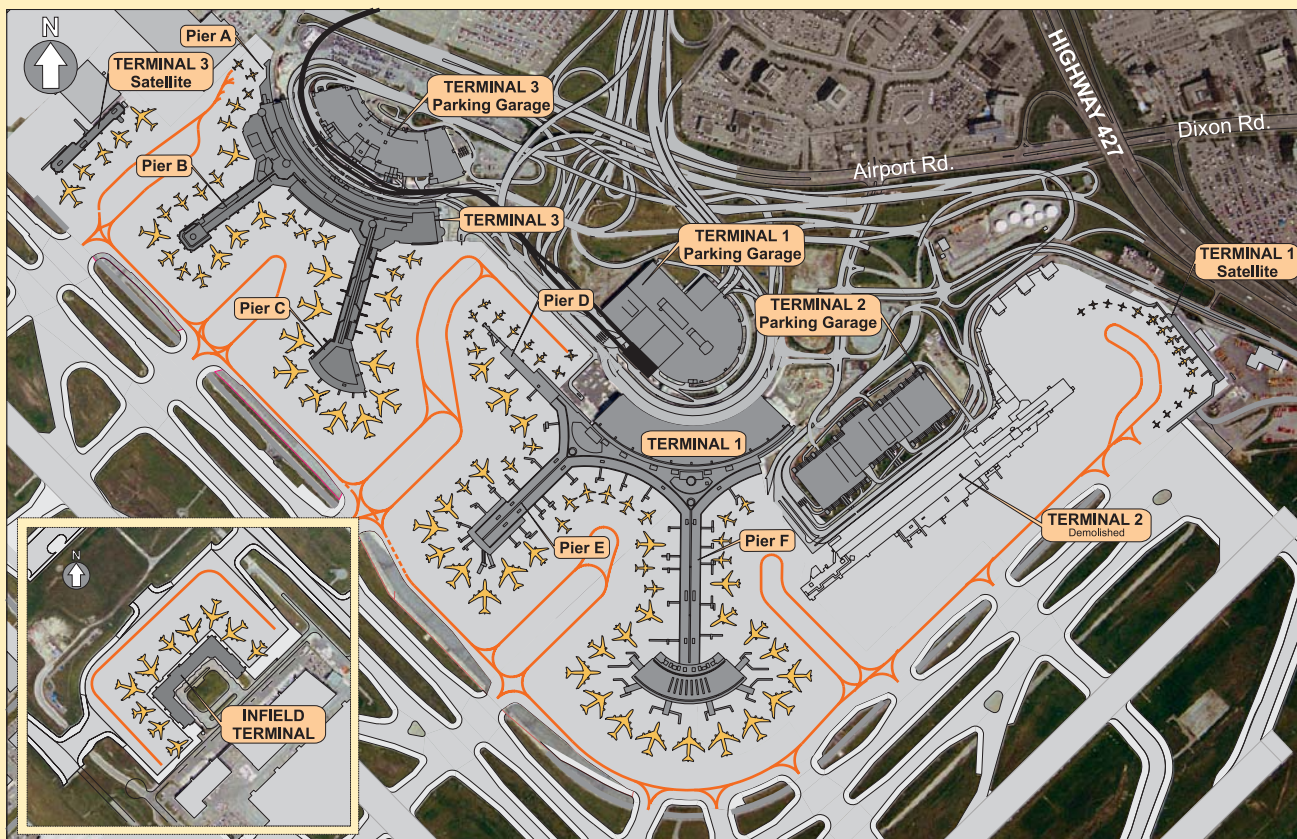 N
Pier A
TERMINAL 3
Satellite
TERMINAL 3
Parking Garage
HIGHWAY 427
Dixon Rd.
Airport Rd.
Pier B
TERMINAL 3
TERMINAL 1
Parking Garage
TERMINAL 1
Satellite
Pier C
Pier D
TERMINAL 2
Parking Garage
TERMINAL 1
TERMINAL 2
Demolished
Pier E
Pier F
N
INFIELD
TERMINAL